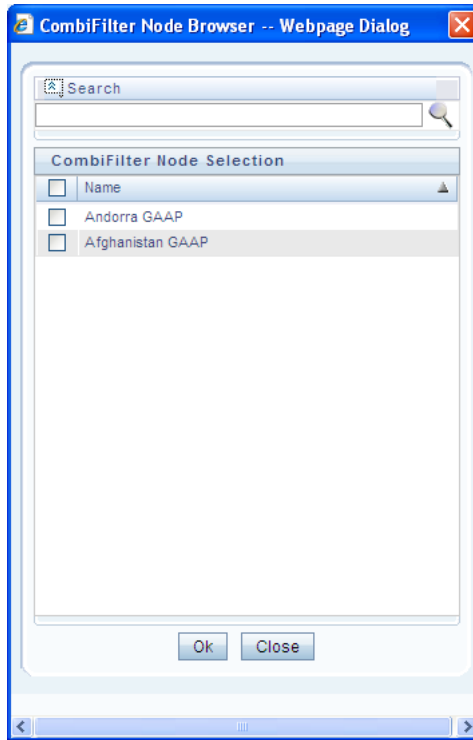 CombiFilter Node Browser -- Webpage Dialog
Search
CombiFilter Node Selection
Name
Andorra GAAP
Afghanistan GAAP
Ok Close